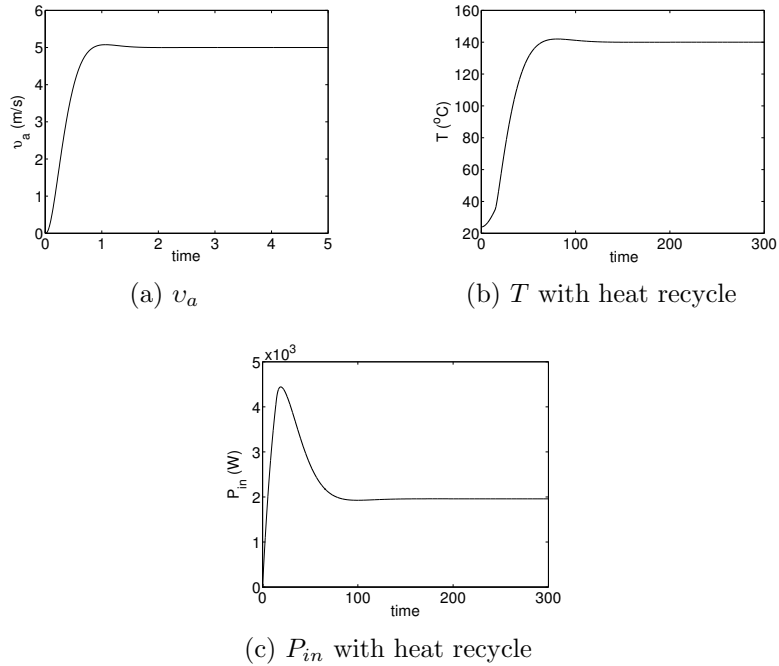 6
5
4
3
2
1
0
υa (m/s)
0 1 2 3 4 5
time
(a) υa
160
140
120
100
80
60
40
20
T (oC)
0 100 200 300
time
(b) T with heat recycle
x103
5
4
3
2
1
0
Pin (W)
0 100 200 300
time
(c) Pin with heat recycle